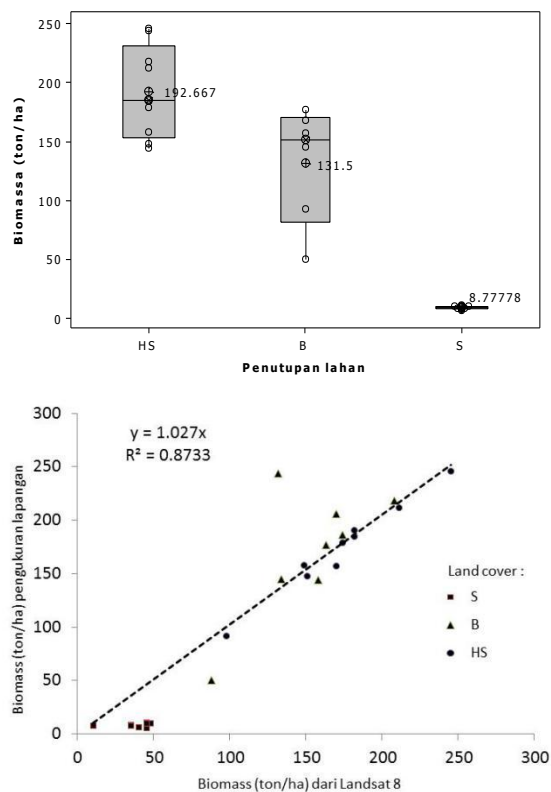 250
200
150
100
50
0
Biomassa (ton/ha)
192.667
131.5
8.77778
HS B S
Penutupan lahan
300
250
200
150
100
50
0
Biomass (ton/ha) pengukuran lapangan
y = 1.027x
R² = 0.8733
Land cover :
S
B
HS
0 50 100 150 200 250 300
Biomass (ton/ha) dari Landsat 8